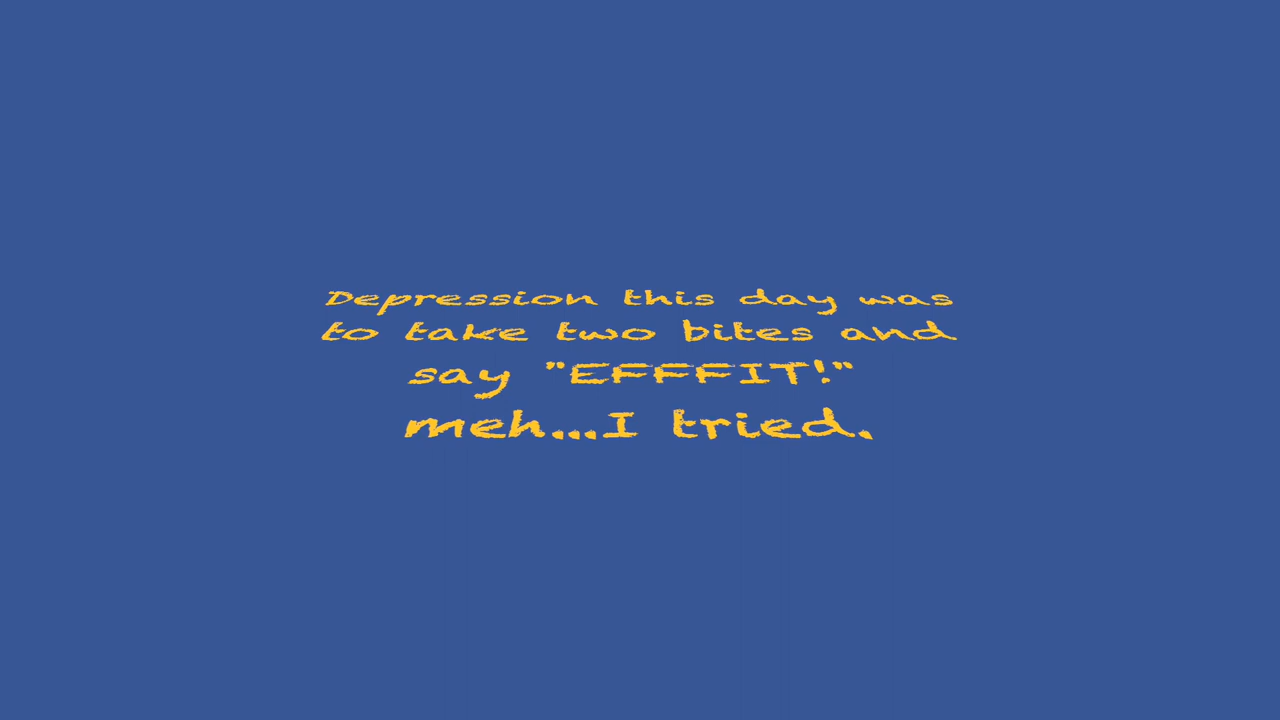 Depression this day was
to take two bites and
say "EFFFIT!"
meh...I tried.